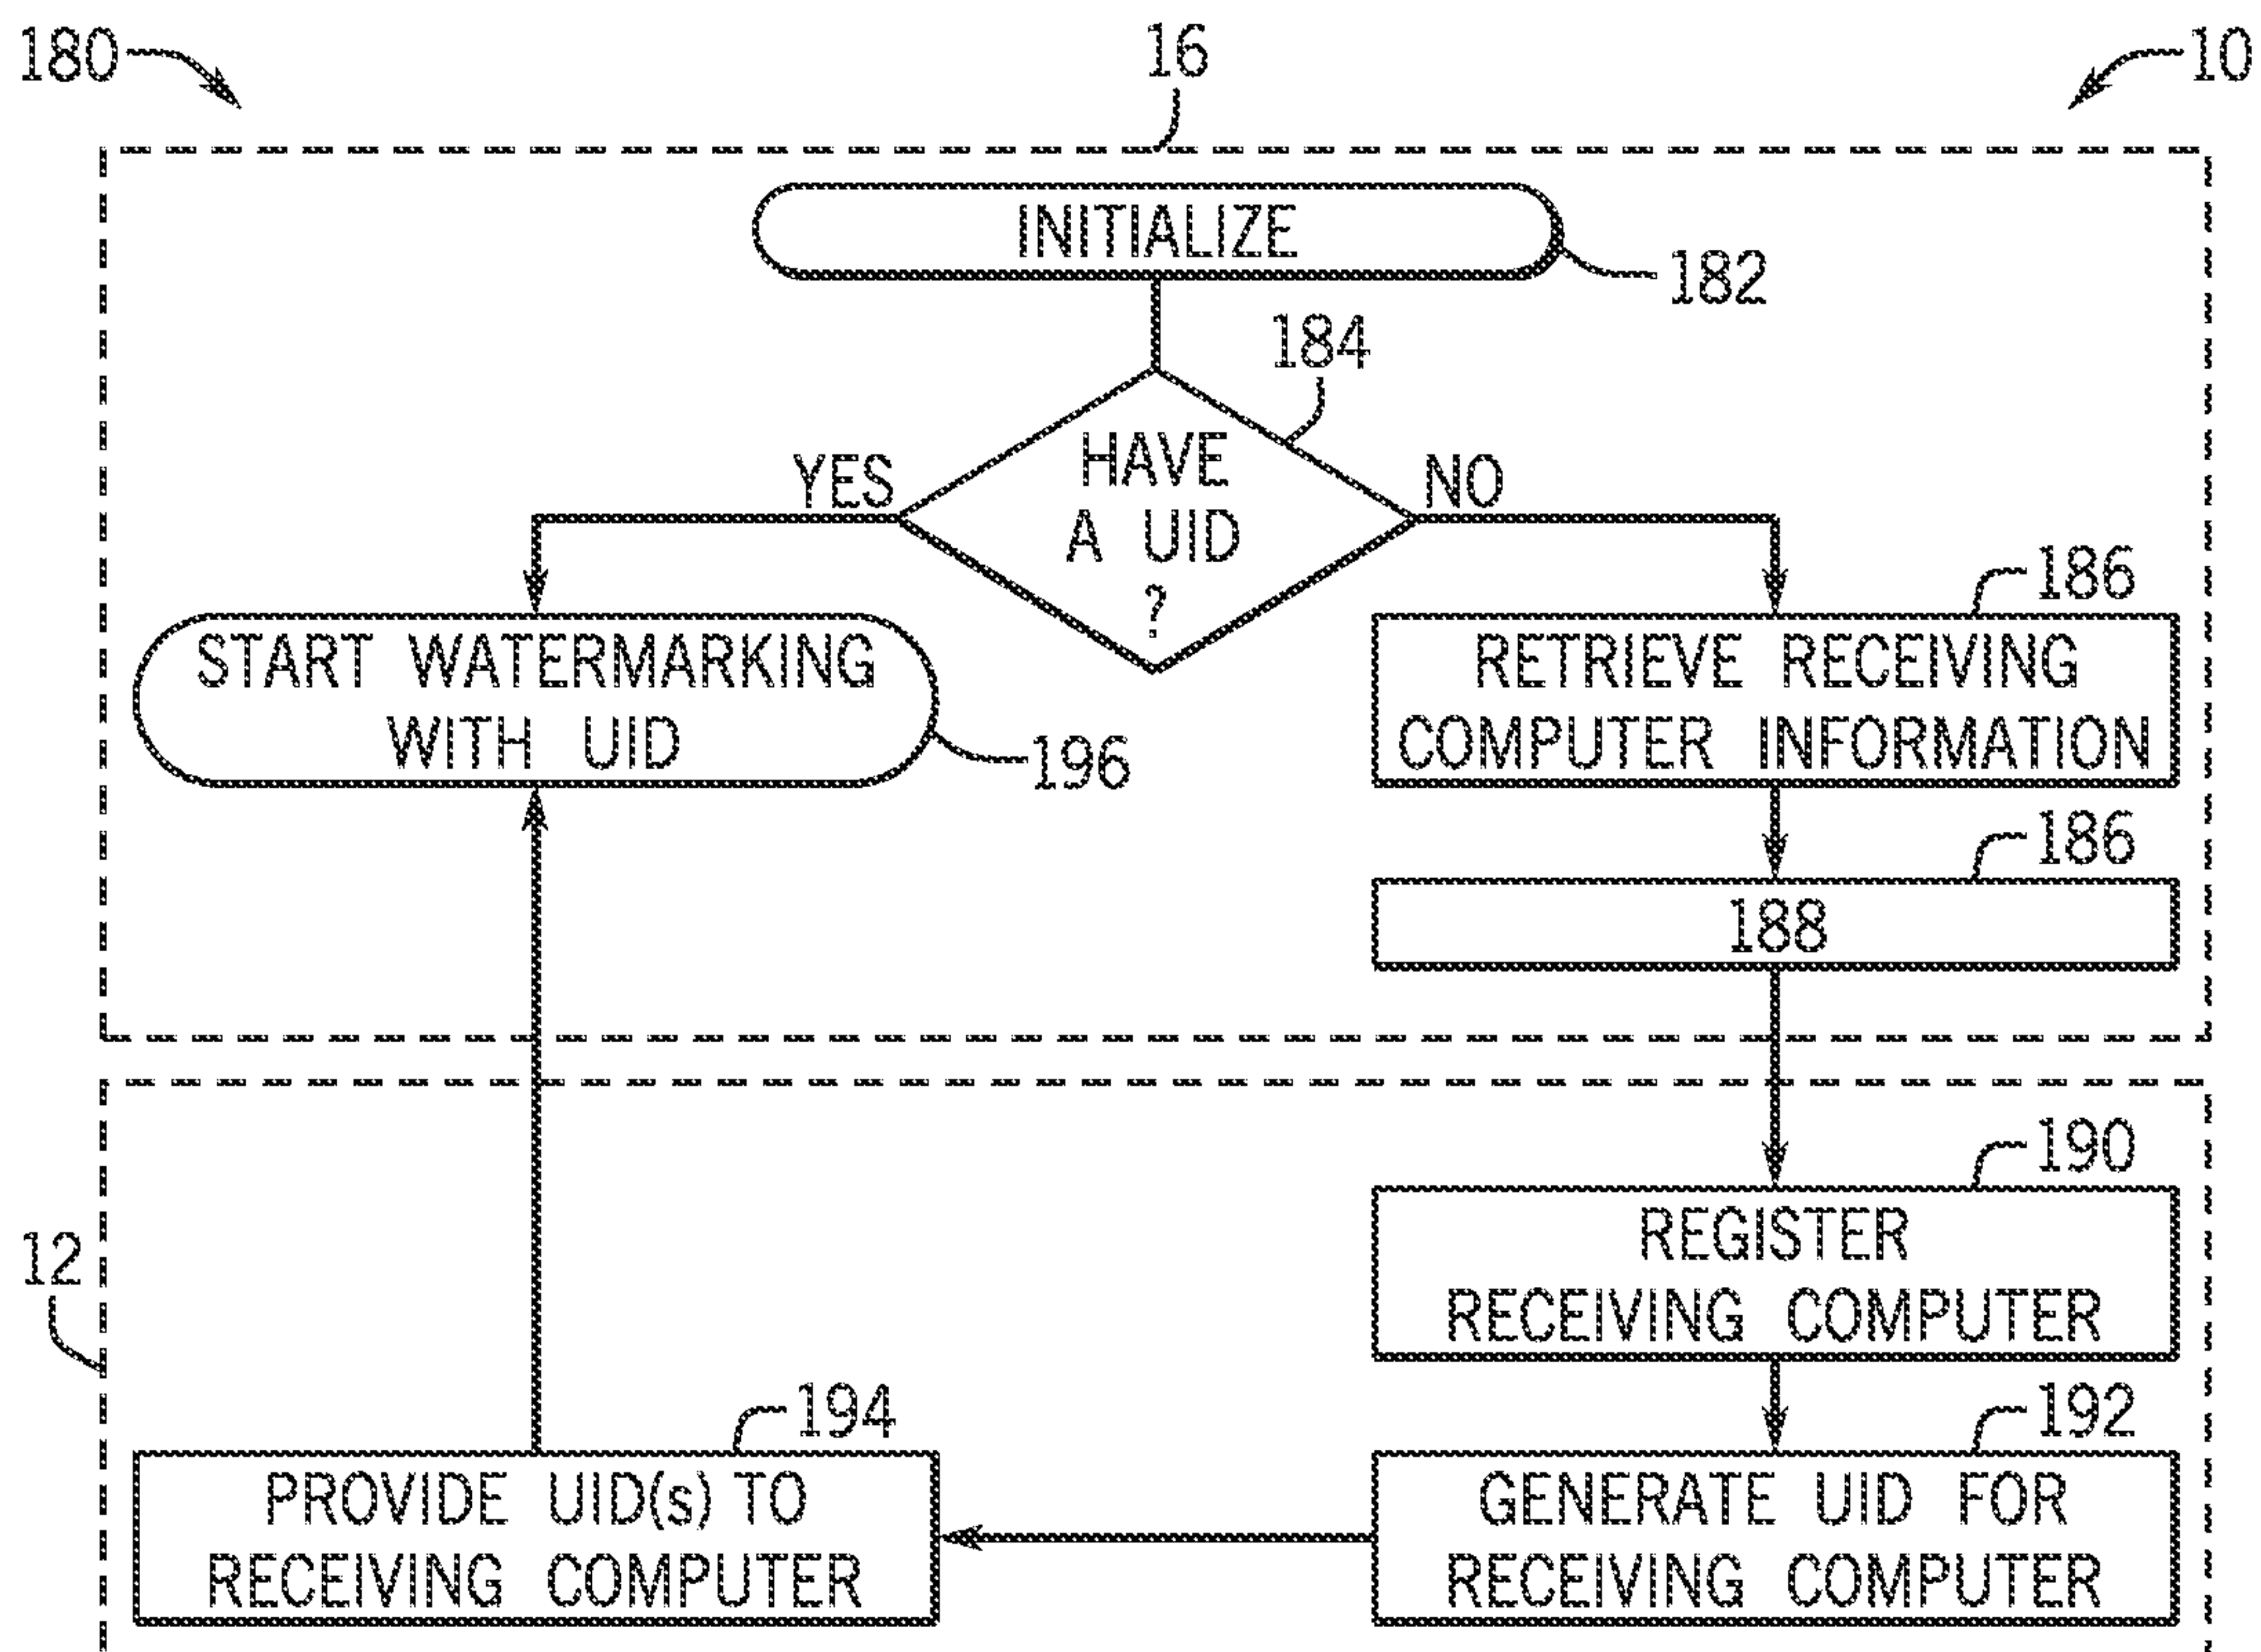 180
16
10
INITIALIZE
182
184
HAVE
A UID
?
YES
NO
186
START WATERMARKING
WITH UID
196
RETRIEVE RECEIVING
COMPUTER INFORMATION
186
188
12
190
REGISTER
RECEIVING COMPUTER
194
192
PROVIDE UID(s) TO
RECEIVING COMPUTER
GENERATE UID FOR
RECEIVING COMPUTER